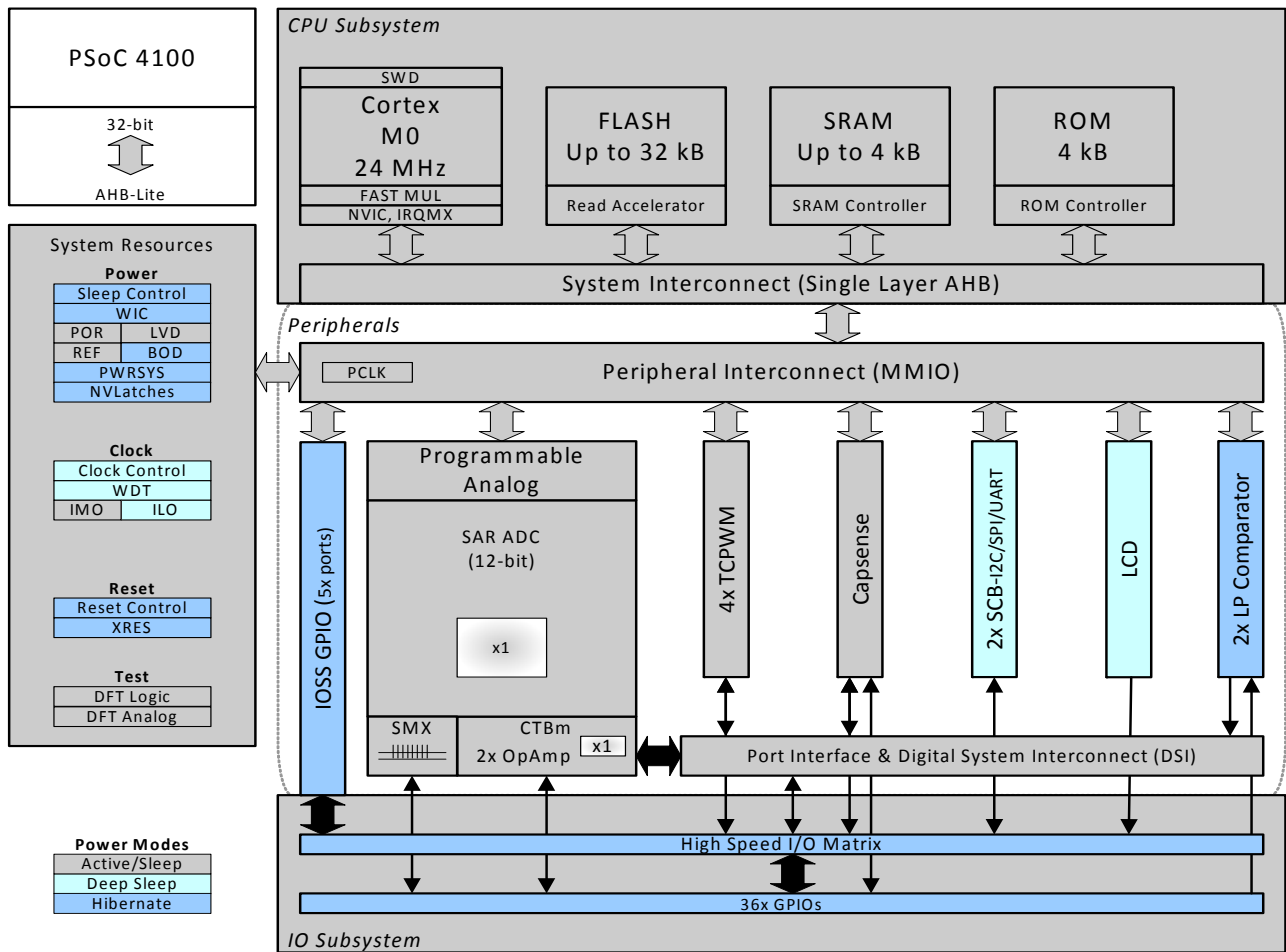 PSoC 4100
32-bit
AHB-Lite
CPU Subsystem
SWD
Cortex
M0
24 MHz
FAST MUL
NVIC, IRQMX
FLASH
Up to 32 kB
Read Accelerator
SRAM
Up to 4 kB
SRAM Controller
ROM
4 kB
ROM Controller
System Interconnect (Single Layer AHB)
System Resources
Power
Sleep Control
WIC
POR LVD
REF BOD
PWRSYS
NVLatches
Clock
Clock Control
WDT
IMO ILO
Reset
Reset Control
XRES
Test
DFT Logic
DFT Analog
Peripherals
PCLK
Peripheral Interconnect (MMIO)
IOSS GPIO (5x ports)
Programmable
Analog
SAR ADC
(12-bit)
x1
SMX
CTBm
2x OpAmp
x1
4x TCPWM
Capsense
2x SCB-I2C/SPI/UART
LCD
2x LP Comparator
Port Interface & Digital System Interconnect (DSI)
High Speed I/O Matrix
36x GPIOs
IO Subsystem
Power Modes
Active/Sleep
Deep Sleep
Hibernate